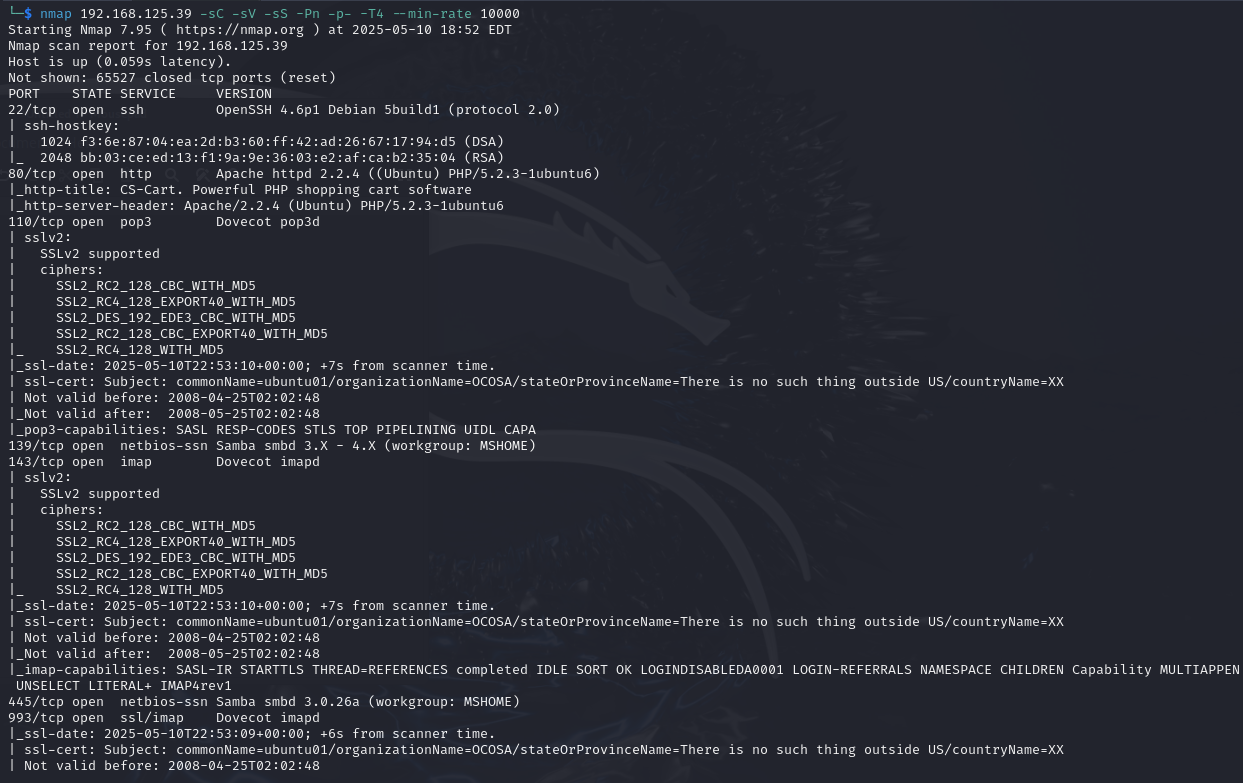 └─$ nmap 192.168.125.39 -sC -sV -sS -Pn -p- -T4 --min-rate 10000
Starting Nmap 7.95 ( https://nmap.org ) at 2025-05-10 18:52 EDT
Nmap scan report for 192.168.125.39
Host is up (0.059s latency).
Not shown: 65527 closed tcp ports (reset)
PORT    STATE SERVICE     VERSION
22/tcp  open  ssh         OpenSSH 4.6p1 Debian 5build1 (protocol 2.0)
| ssh-hostkey:
|   1024 f3:6e:87:04:ea:2d:b3:60:ff:42:ad:26:67:17:94:d5 (DSA)
|_  2048 bb:03:ce:ed:13:f1:9a:9e:36:03:e2:af:ca:b2:35:04 (RSA)
80/tcp  open  http        Apache httpd 2.2.4 ((Ubuntu) PHP/5.2.3-1ubuntu6)
|_http-title: CS-Cart. Powerful PHP shopping cart software
|_http-server-header: Apache/2.2.4 (Ubuntu) PHP/5.2.3-1ubuntu6
110/tcp open  pop3        Dovecot pop3d
| sslv2:
|   SSLv2 supported
|   ciphers:
|     SSL2_RC2_128_CBC_WITH_MD5
|     SSL2_RC4_128_EXPORT40_WITH_MD5
|     SSL2_DES_192_EDE3_CBC_WITH_MD5
|     SSL2_RC2_128_CBC_EXPORT40_WITH_MD5
|_    SSL2_RC4_128_WITH_MD5
|_ssl-date: 2025-05-10T22:53:10+00:00; +7s from scanner time.
| ssl-cert: Subject: commonName=ubuntu01/organizationName=OCOSA/stateOrProvinceName=There is no such thing outside US/countryName=XX
| Not valid before: 2008-04-25T02:02:48
|_Not valid after:  2008-05-25T02:02:48
|_pop3-capabilities: SASL RESP-CODES STLS TOP PIPELINING UIDL CAPA
139/tcp open  netbios-ssn Samba smbd 3.X - 4.X (workgroup: MSHOME)
143/tcp open  imap        Dovecot imapd
| sslv2:
|   SSLv2 supported
|   ciphers:
|     SSL2_RC2_128_CBC_WITH_MD5
|     SSL2_RC4_128_EXPORT40_WITH_MD5
|     SSL2_DES_192_EDE3_CBC_WITH_MD5
|     SSL2_RC2_128_CBC_EXPORT40_WITH_MD5
|_    SSL2_RC4_128_WITH_MD5
|_ssl-date: 2025-05-10T22:53:10+00:00; +7s from scanner time.
| ssl-cert: Subject: commonName=ubuntu01/organizationName=OCOSA/stateOrProvinceName=There is no such thing outside US/countryName=XX
| Not valid before: 2008-04-25T02:02:48
|_Not valid after:  2008-05-25T02:02:48
|_imap-capabilities: SASL-IR STARTTLS THREAD=REFERENCES completed IDLE SORT OK LOGINDISABLEDA0001 LOGIN-REFERRALS NAMESPACE CHILDREN Capability MULTIAPPEN
 UNSELECT LITERAL+ IMAP4rev1
445/tcp open  netbios-ssn Samba smbd 3.0.26a (workgroup: MSHOME)
993/tcp open  ssl/imap    Dovecot imapd
|_ssl-date: 2025-05-10T22:53:09+00:00; +6s from scanner time.
| ssl-cert: Subject: commonName=ubuntu01/organizationName=OCOSA/stateOrProvinceName=There is no such thing outside US/countryName=XX
| Not valid before: 2008-04-25T02:02:48